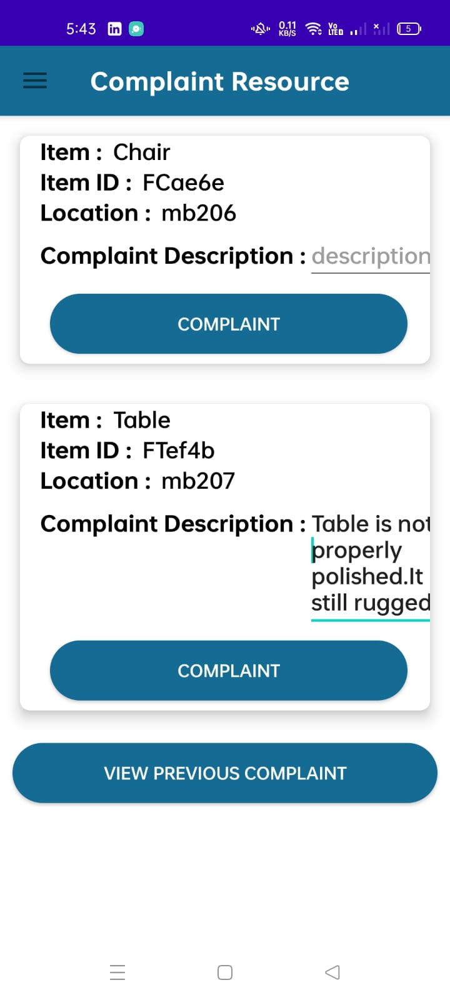 5:43 in 0.11 KB/S Vo LTE 5
Complaint Resource
Item : Chair
Item ID : FCae6e
Location : mb206
Complaint Description : description
COMPLAINT
Item : Table
Item ID : FTef4b
Location : mb207
Complaint Description : Table is not
properly
polished.It
still rugged
COMPLAINT
VIEW PREVIOUS COMPLAINT